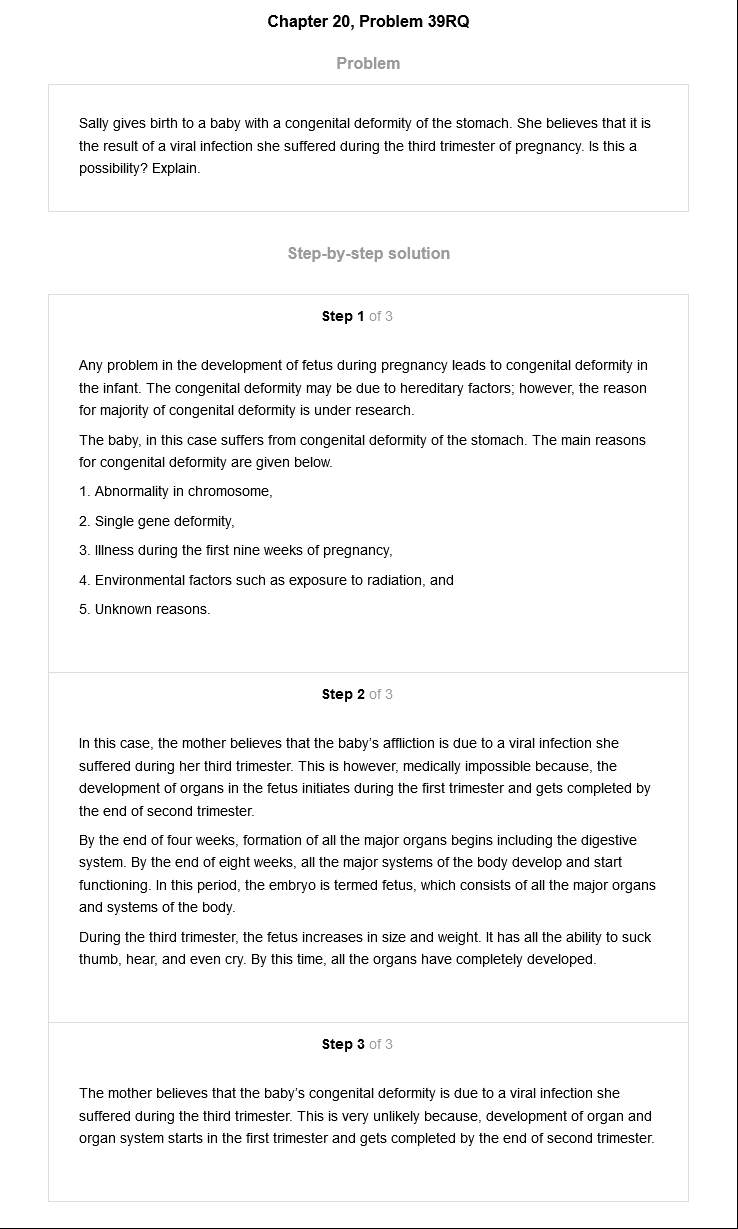 Chapter 20, Problem 39RQ
Problem
Sally gives birth to a baby with a congenital deformity of the stomach. She believes that it is
the result of a viral infection she suffered during the third trimester of pregnancy. Is this a
possibility? Explain.
Step-by-step solution
Step 1 of 3
Any problem in the development of fetus during pregnancy leads to congenital deformity in
the infant. The congenital deformity may be due to hereditary factors; however, the reason
for majority of congenital deformity is under research.
The baby, in this case suffers from congenital deformity of the stomach. The main reasons
for congenital deformity are given below.
1. Abnormality in chromosome,
2. Single gene deformity,
3. Illness during the first nine weeks of pregnancy,
4. Environmental factors such as exposure to radiation, and
5. Unknown reasons.
Step 2 of 3
In this case, the mother believes that the baby's affliction is due to a viral infection she
suffered during her third trimester. This is however, medically impossible because, the
development of organs in the fetus initiates during the first trimester and gets completed by
the end of second trimester.
By the end of four weeks, formation of all the major organs begins including the digestive
system. By the end of eight weeks, all the major systems of the body develop and start
functioning. In this period, the embryo is termed fetus, which consists of all the major organs
and systems of the body.
During the third trimester, the fetus increases in size and weight. It has all the ability to suck
thumb, hear, and even cry. By this time, all the organs have completely developed.
Step 3 of 3
The mother believes that the baby's congenital deformity is due to a viral infection she
suffered during the third trimester. This is very unlikely because, development of organ and
organ system starts in the first trimester and gets completed by the end of second trimester.